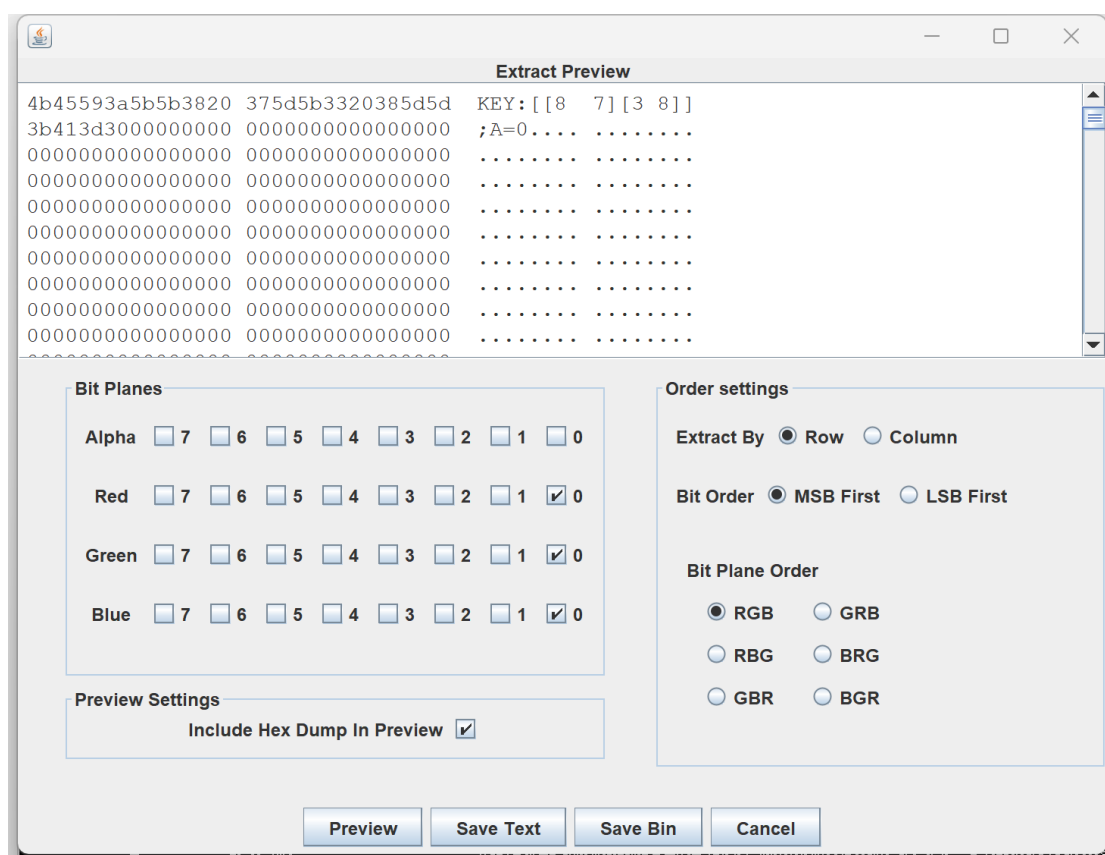 Extract Preview
4b45593a5b5b3820 375d5b3320385d5d KEY:[[8 7][3 8]]
3b413d3000000000 0000000000000000 ;A=0.... ........
0000000000000000 0000000000000000 ........ ........
0000000000000000 0000000000000000 ........ ........
0000000000000000 0000000000000000 ........ ........
0000000000000000 0000000000000000 ........ ........
0000000000000000 0000000000000000 ........ ........
0000000000000000 0000000000000000 ........ ........
0000000000000000 0000000000000000 ........ ........
0000000000000000 0000000000000000 ........ ........
Bit Planes
Alpha 7 6 5 4 3 2 1 0
Red 7 6 5 4 3 2 1 0
Green 7 6 5 4 3 2 1 0
Blue 7 6 5 4 3 2 1 0
Preview Settings
Include Hex Dump In Preview
Order settings
Extract By Row Column
Bit Order MSB First LSB First
Bit Plane Order
RGB GRB
RBG BRG
GBR BGR
Preview Save Text Save Bin Cancel